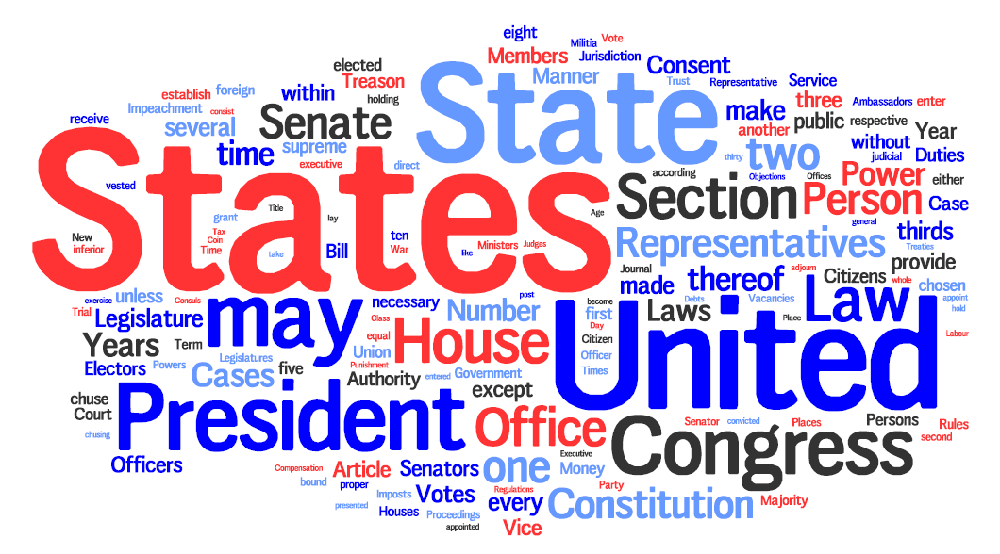 eight
Militia
Vote
Members
Jurisdiction
elected
Treason
holding
State
Manner
Consent
Trust
Representative
Service
establish
foreign
within
Impeachment
consist
several
Senate
make
three
Ambassadors
enter
another
public
respective
Year
receive
time
supreme
executive
direct
thirty
two
without
judicial
Duties
States
vested
according
Objections
Offices
Power
either
Section
Person
Case
Title
grant
lay
Age
general
New
inferior
Tax
Coin
Time
take
Bill
ten
War
like
Ministers
Judges
Representatives
thirds
Treaties
provide
Journal
made
thereof
adjourn
Citizens
whole
chosen
exercise
unless
Consuls
may
necessary
post
Number
become
first
Debts
Vacancies
Law
appoint
hold
Trial
Legislature
Class
Day
Laws
Place
United
Years
Term
equal
House
Citizen
Labour
Union
Officer
Electors
Powers
Legislatures
Punishment
Times
Cases
five
Authority
entered
Government
except
chuse
Court
President
Office
Senator
convicted
Places
Persons
Rules
second
chusing
Congress
Officers
Executive
Compensation
Article
Senators
one
Money
bound
proper
Party
Imposts
Votes
Regulations
every
Constitution
Majority
presented
Houses
Proceedings
appointed
Vice